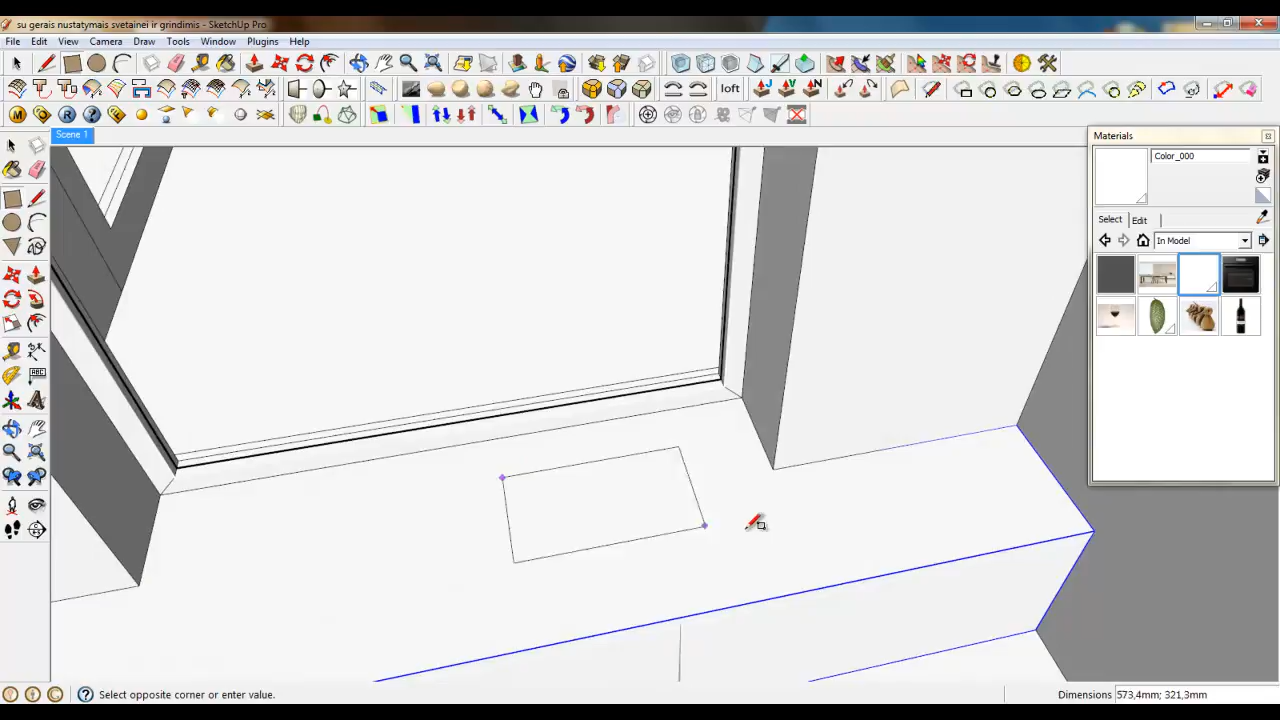 su gerais nustatymais svetainei ir grindimis - SketchUp Pro
File Edit View Camera Draw Tools Window Plugins Help
loft
Scene 1
Materials
Color_000
Select Edit
In Model
ABC
Select opposite corner or enter value.
Dimensions 573,4mm; 321,3mm